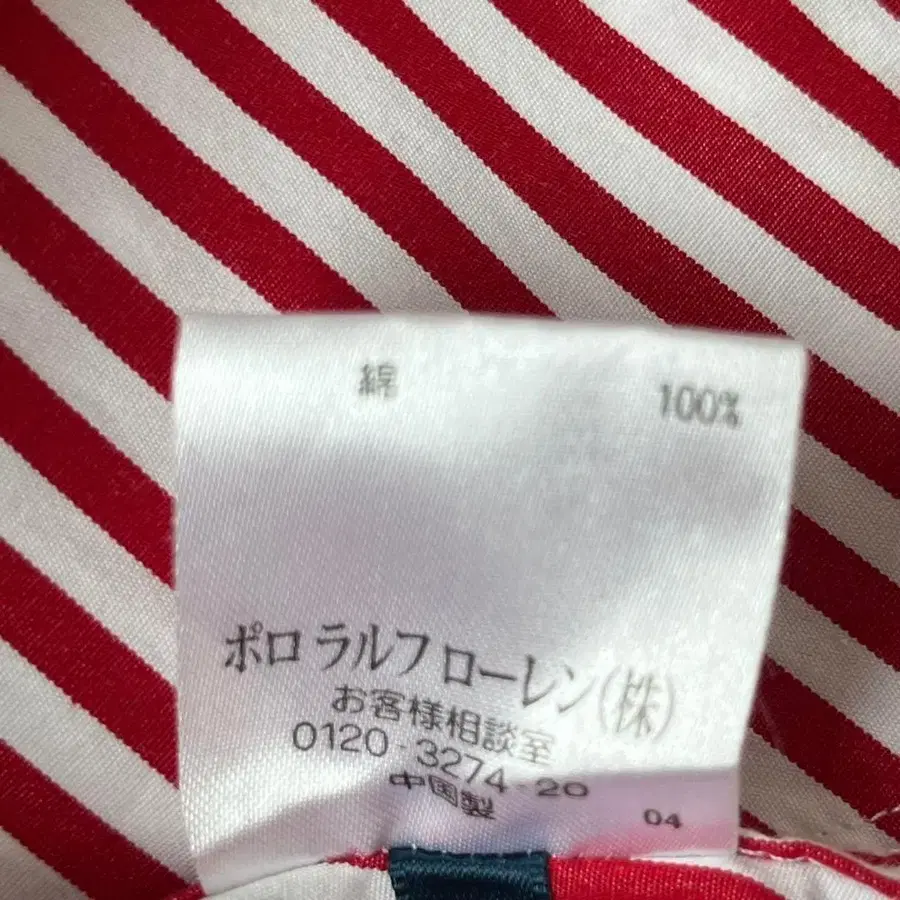 綿 100%
ポロ ラルフ ローレン(株)
お客様相談室
0120-3274-20
中国製
04